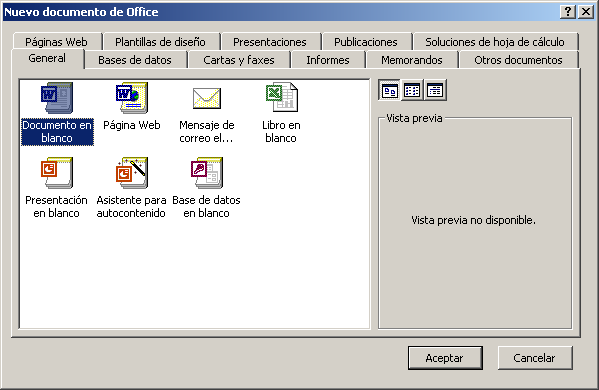 Nuevo documento de Office
Páginas Web
Plantillas de diseño
Presentaciones
Publicaciones
Soluciones de hoja de cálculo
General
Bases de datos
Cartas y faxes
Informes
Memorandos
Otros documentos
Documento en
blanco
Página Web
Mensaje de
correo el...
Libro en
blanco
Presentación
en blanco
Asistente para
autocontenido
Base de datos
en blanco
Vista previa
Vista previa no disponible.
Aceptar
Cancelar